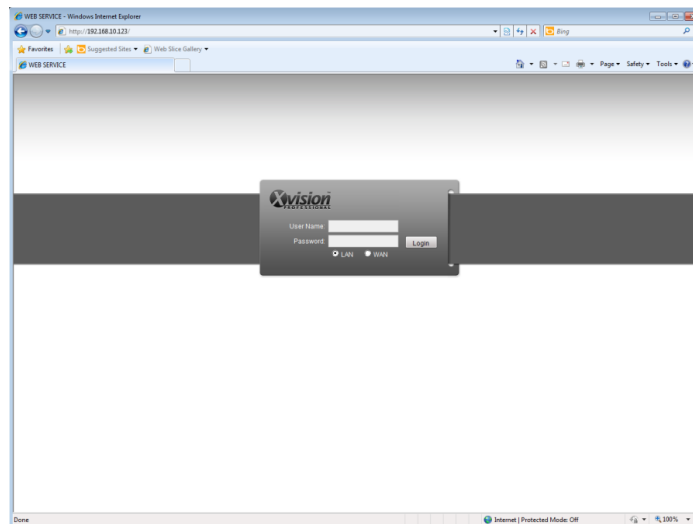 WEB SERVICE - Windows Internet Explorer
http://192.168.10.123/
Bing
Favorites
Suggested Sites
Web Slice Gallery
WEB SERVICE
Page
Safety
Tools
Xvision
PROFESSIONAL
User Name:
Password:
Login
LAN
WAN
Done
Internet | Protected Mode: Off
100%